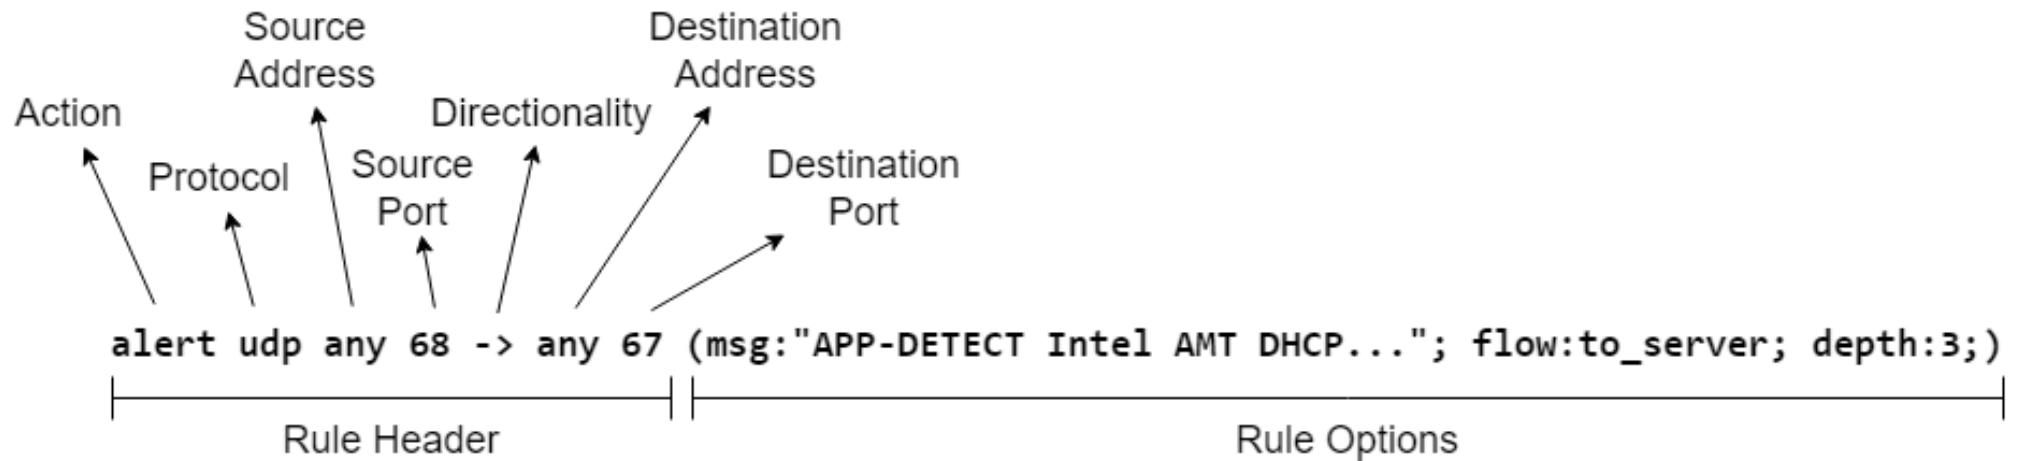 Source
Address
Destination
Address
Action
Directionality
Protocol
Source
Port
Destination
Port
alert udp any 68 -> any 67 (msg:"APP-DETECT Intel AMT DHCP..."; flow:to_server; depth:3;)
Rule Header
Rule Options